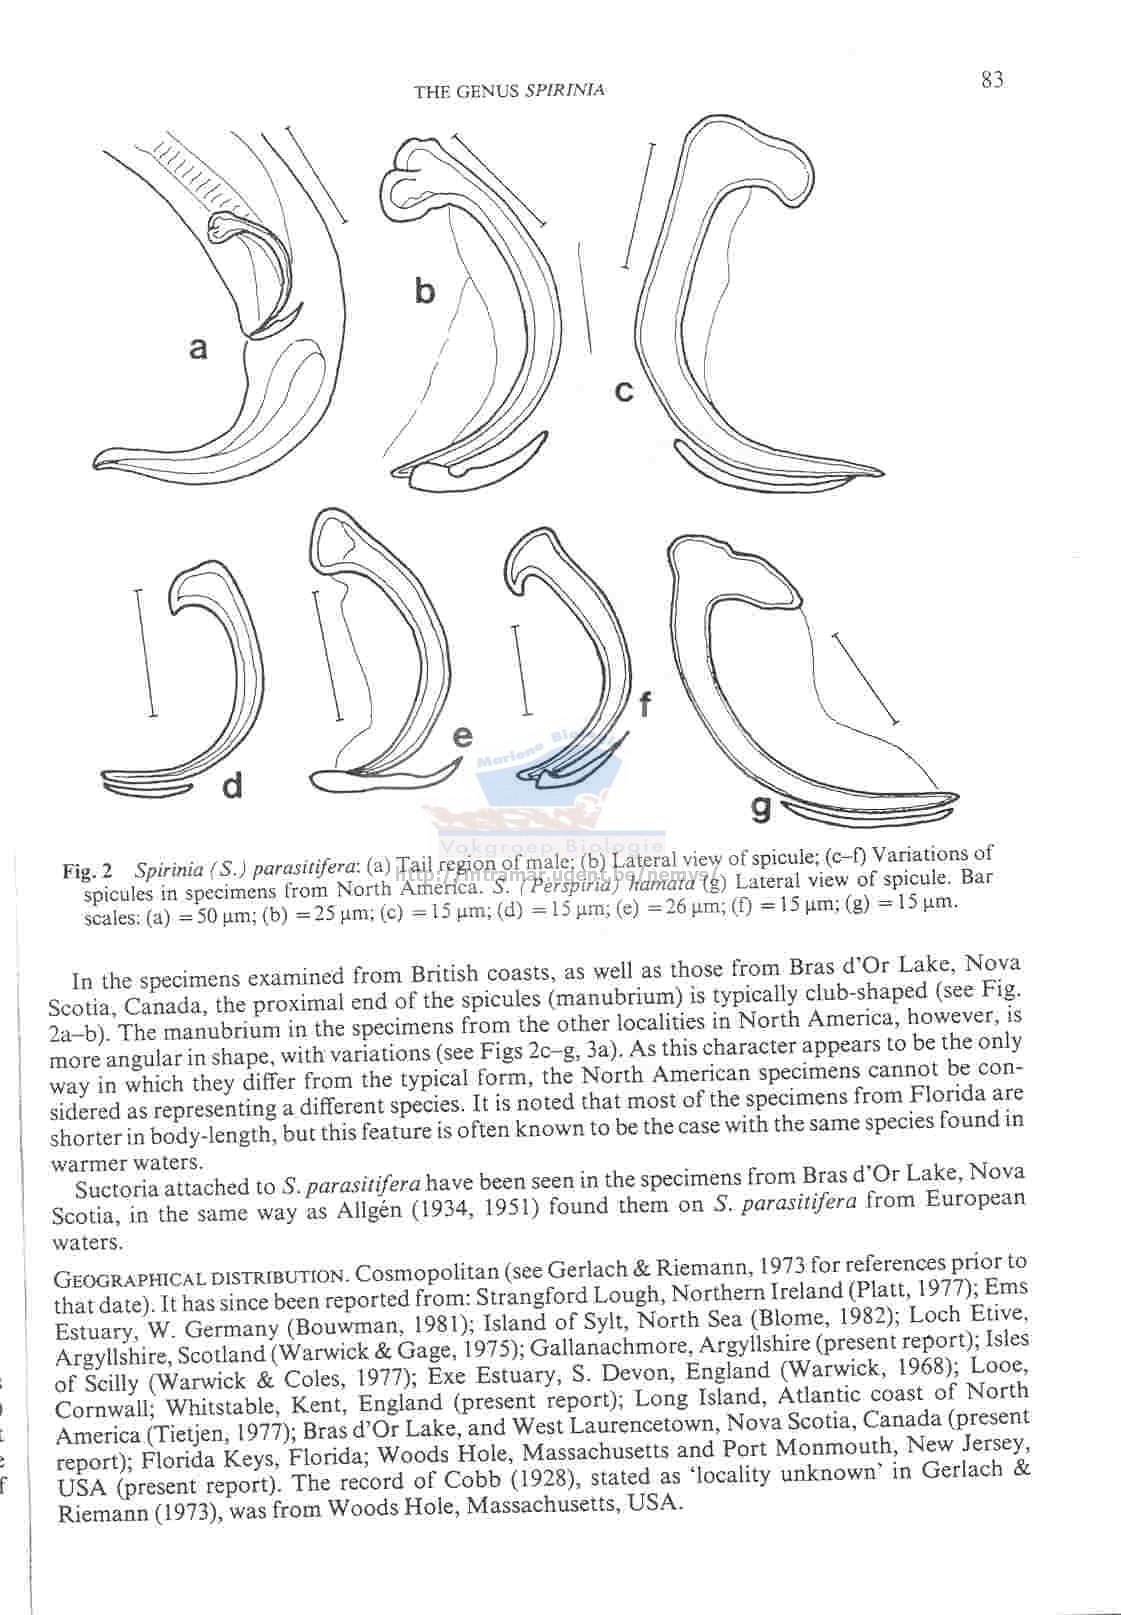 THE GENUS SPIRINIA
83
a
b
c
d
e
f
g
Marine Biology
Vakgroep Biologie
http://intramar.ugent.be/nemys/
Fig. 2 Spirinia (S.) parasitifera: (a) Tail region of male; (b) Lateral view of spicule; (c–f) Variations of
spicules in specimens from North America. S. (Perspiria) hamata (g) Lateral view of spicule. Bar
scales: (a) = 50 µm; (b) = 25 µm; (c) = 15 µm; (d) = 15 µm; (e) = 26 µm; (f) = 15 µm; (g) = 15 µm.
In the specimens examined from British coasts, as well as those from Bras d'Or Lake, Nova
Scotia, Canada, the proximal end of the spicules (manubrium) is typically club-shaped (see Fig.
2a–b). The manubrium in the specimens from the other localities in North America, however, is
more angular in shape, with variations (see Figs 2c–g, 3a). As this character appears to be the only
way in which they differ from the typical form, the North American specimens cannot be con-
sidered as representing a different species. It is noted that most of the specimens from Florida are
shorter in body-length, but this feature is often known to be the case with the same species found in
warmer waters.
Suctoria attached to S. parasitifera have been seen in the specimens from Bras d'Or Lake, Nova
Scotia, in the same way as Allgén (1934, 1951) found them on S. parasitifera from European
waters.
GEOGRAPHICAL DISTRIBUTION. Cosmopolitan (see Gerlach & Riemann, 1973 for references prior to
that date). It has since been reported from: Strangford Lough, Northern Ireland (Platt, 1977); Ems
Estuary, W. Germany (Bouwman, 1981); Island of Sylt, North Sea (Blome, 1982); Loch Etive,
Argyllshire, Scotland (Warwick & Gage, 1975); Gallanachmore, Argyllshire (present report); Isles
of Scilly (Warwick & Coles, 1977); Exe Estuary, S. Devon, England (Warwick, 1968); Looe,
Cornwall; Whitstable, Kent, England (present report); Long Island, Atlantic coast of North
America (Tietjen, 1977); Bras d'Or Lake, and West Laurencetown, Nova Scotia, Canada (present
report); Florida Keys, Florida; Woods Hole, Massachusetts and Port Monmouth, New Jersey,
USA (present report). The record of Cobb (1928), stated as 'locality unknown' in Gerlach &
Riemann (1973), was from Woods Hole, Massachusetts, USA.